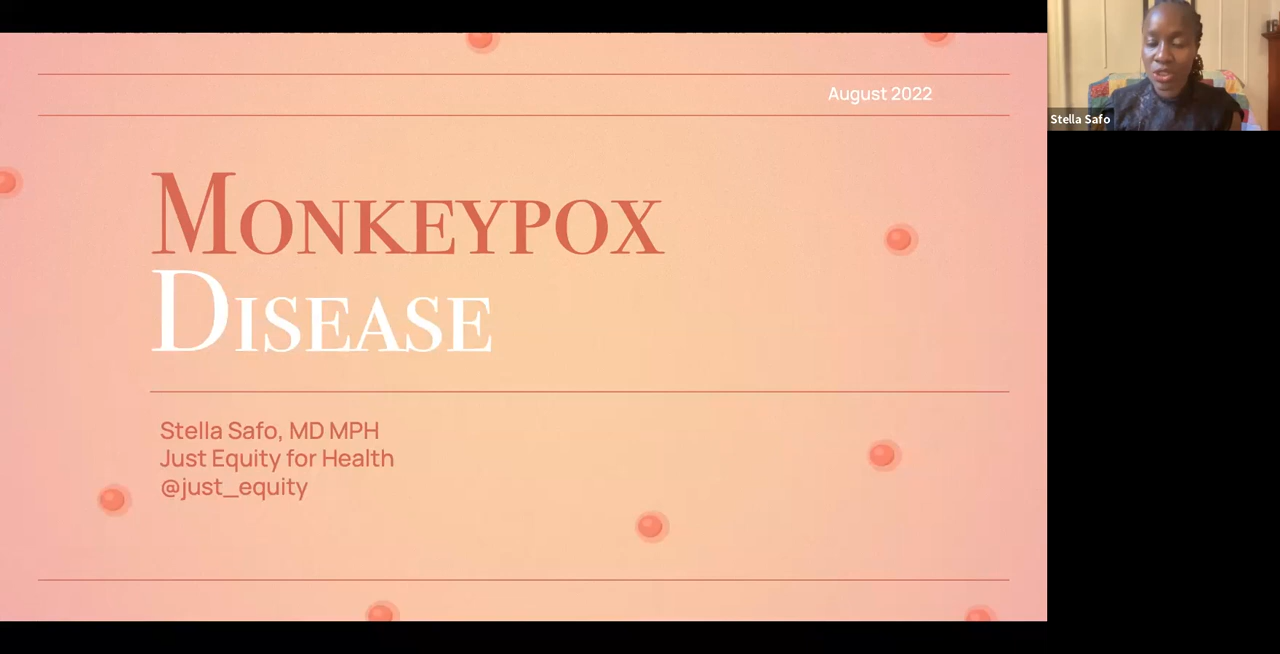 August 2022
Monkeypox
Disease
Stella Safo, MD MPH
Just Equity for Health
@just_equity
Stella Safo